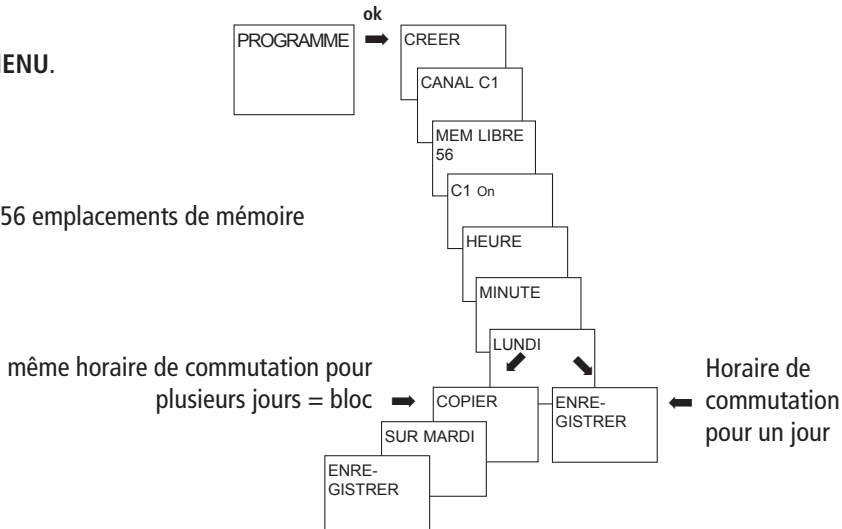 ok
PROGRAMME
CREER
MENU.
CANAL C1
MEM LIBRE
56
C1 On
56 emplacements de mémoire
HEURE
MINUTE
LUNDI
même horaire de commutation pour
plusieurs jours = bloc
COPIER
ENRE-
GISTRER
Horaire de
commutation
pour un jour
SUR MARDI
ENRE-
GISTRER